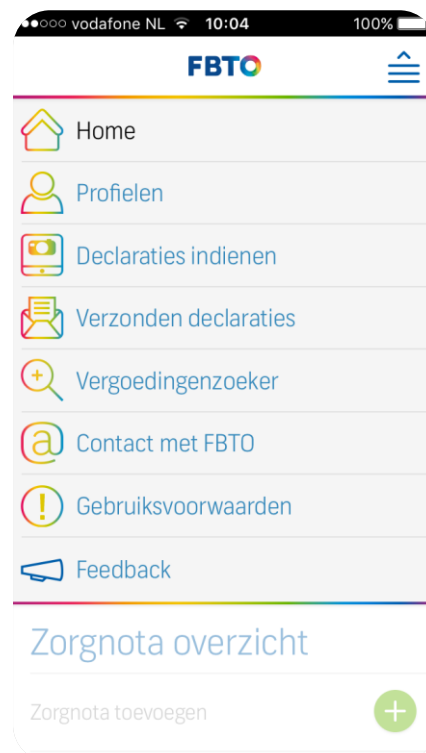 vodafone NL 10:04 100%
FBTO
Home
Profielen
Declaraties indienen
Verzonden declaraties
Vergoedingenzoeker
Contact met FBTO
Gebruiksvoorwaarden
Feedback
Zorgnota overzicht
Zorgnota toevoegen